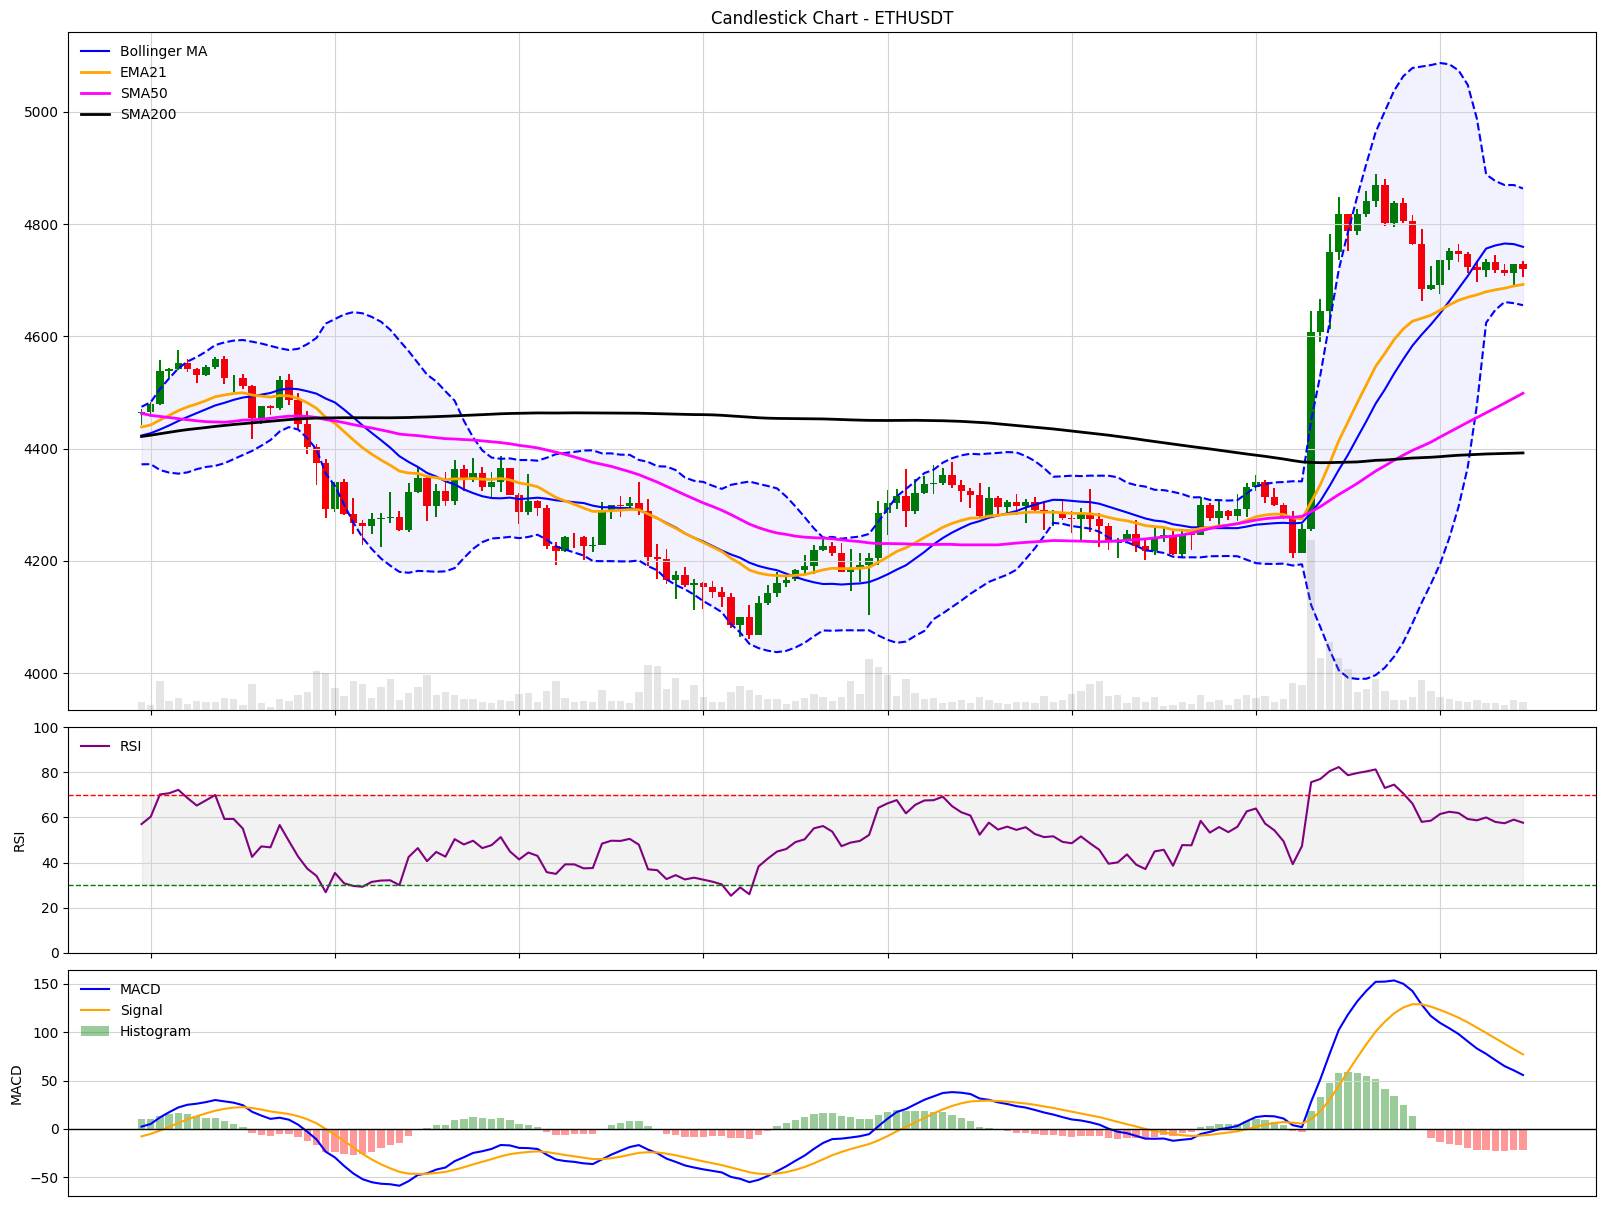 Candlestick Chart - ETHUSDT
Bollinger MA
EMA21
SMA50
SMA200
5000
4800
4600
4400
4200
4000
RSI
100
80
60
40
20
0
RSI
MACD
Signal
Histogram
150
100
50
0
−50
MACD